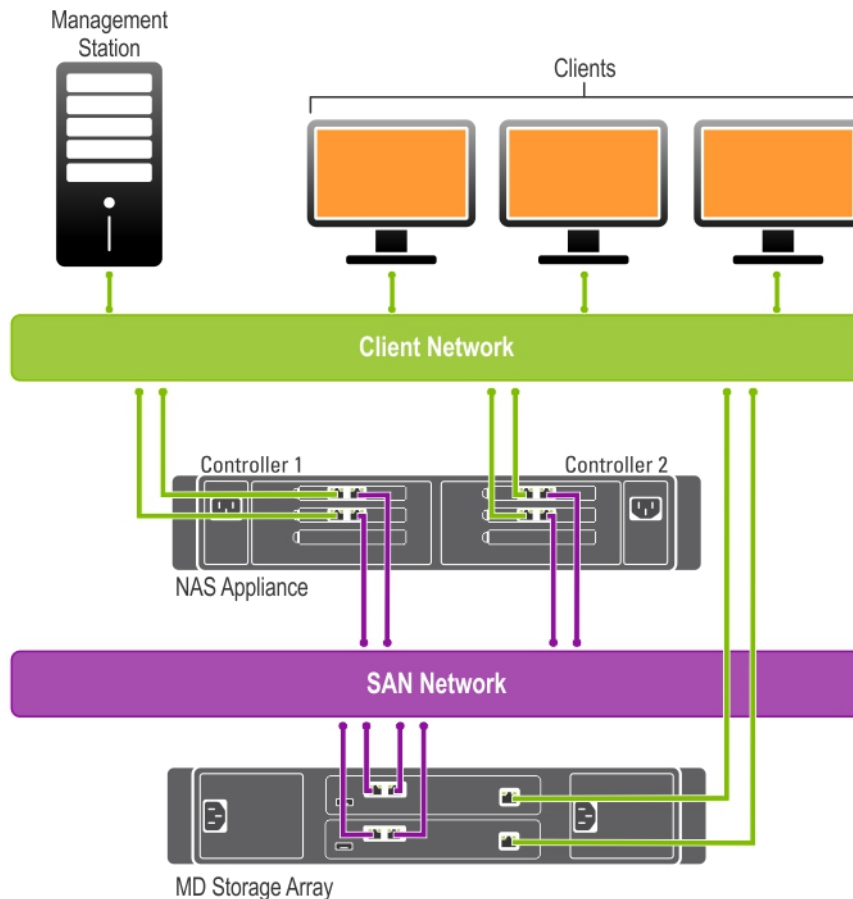 Management
Station
Clients
Client Network
Controller 1
Controller 2
NAS Appliance
SAN Network
MD Storage Array